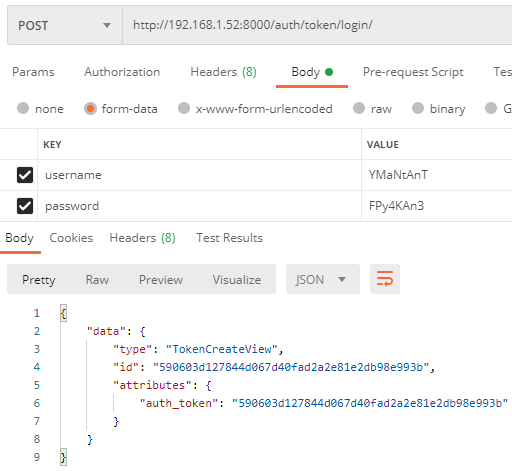 POST http://192.168.1.52:8000/auth/token/login/
Params Authorization Headers (8) Body Pre-request Script Tes
none form-data x-www-form-urlencoded raw binary G
KEY VALUE
username YMaNtAnT
password FPy4KAn3
Body Cookies Headers (8) Test Results
Pretty Raw Preview Visualize JSON
1 {
2 "data": {
3 "type": "TokenCreateView",
4 "id": "590603d127844d067d40fad2a2e81e2db98e993b",
5 "attributes": {
6 "auth_token": "590603d127844d067d40fad2a2e81e2db98e993b"
7 }
8 }
9 }